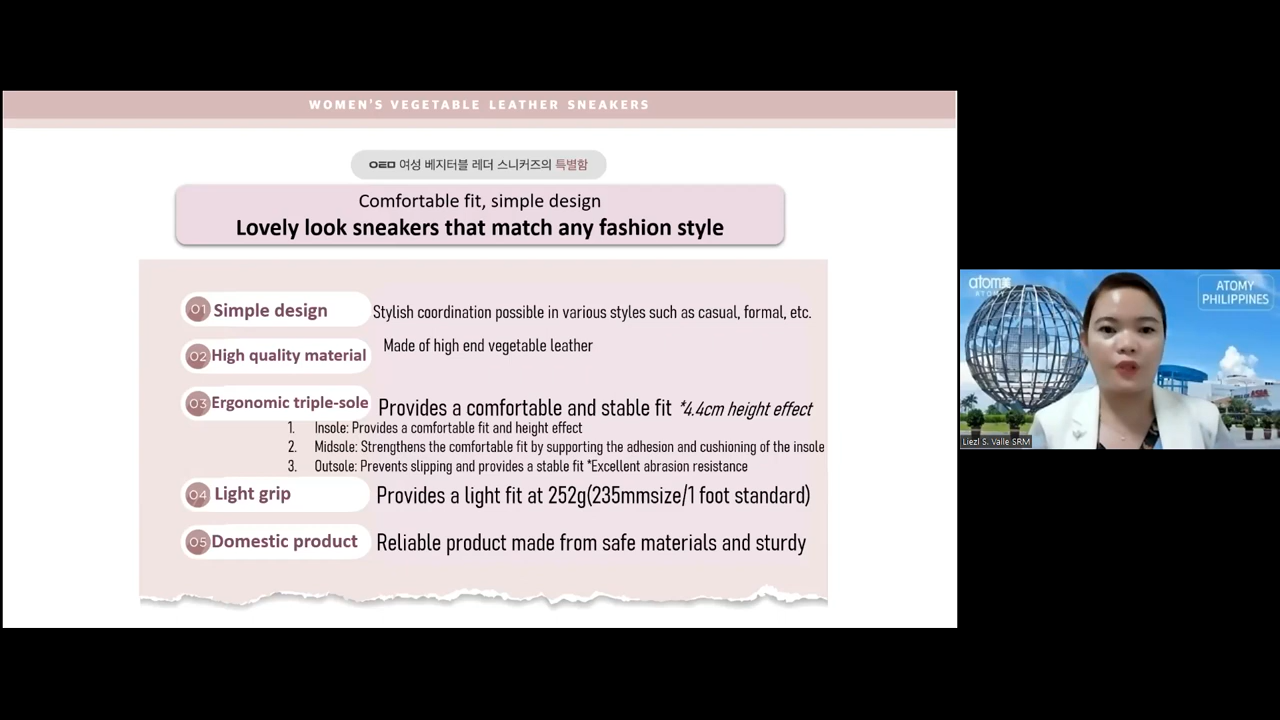 WOMEN'S VEGETABLE LEATHER SNEAKERS
여성 베지터블 레더 스니커즈의 특별함
Comfortable fit, simple design
Lovely look sneakers that match any fashion style
01 Simple design Stylish coordination possible in various styles such as casual, formal, etc.
02 High quality material Made of high end vegetable leather
03 Ergonomic triple-sole Provides a comfortable and stable fit *4.4cm height effect
1. Insole: Provides a comfortable fit and height effect
2. Midsole: Strengthens the comfortable fit by supporting the adhesion and cushioning of the insole
3. Outsole: Prevents slipping and provides a stable fit *Excellent abrasion resistance
04 Light grip Provides a light fit at 252g(235mmsize/1 foot standard)
05 Domestic product Reliable product made from safe materials and sturdy
atom美
ATOMY
ATOMY
PHILIPPINES
ASIA
Liezl S. Valle SRM